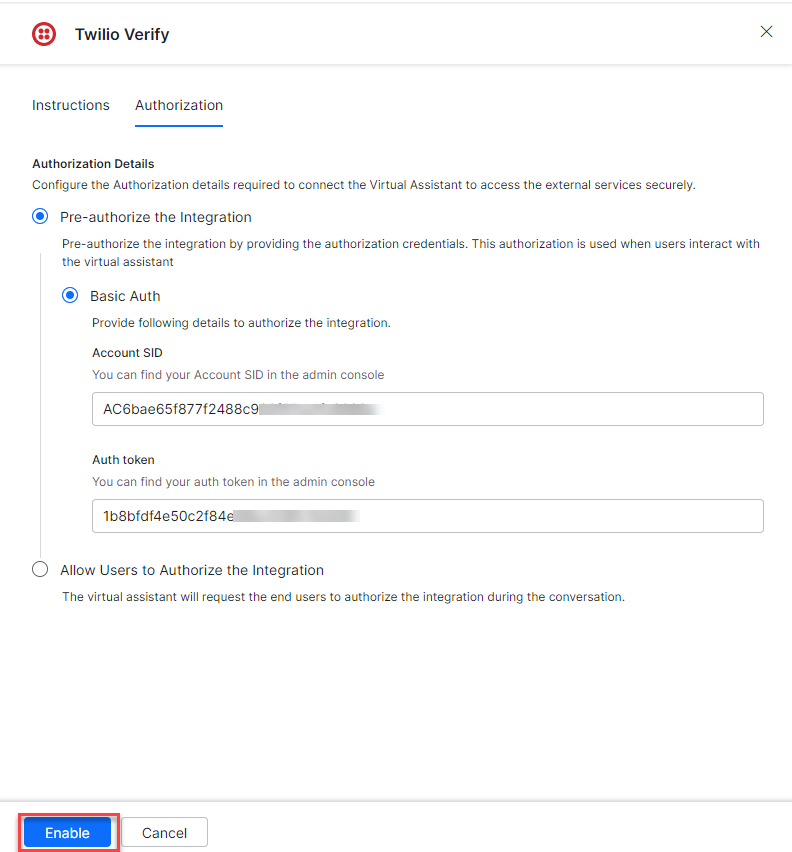 Twilio Verify
Instructions
Authorization
Authorization Details
Configure the Authorization details required to connect the Virtual Assistant to access the external services securely.
Pre-authorize the Integration
Pre-authorize the integration by providing the authorization credentials. This authorization is used when users interact with
the virtual assistant
Basic Auth
Provide following details to authorize the integration.
Account SID
You can find your Account SID in the admin console
AC6bae65f877f2488c9
Auth token
You can find your auth token in the admin console
1b8bfdf4e50c2f84e
Allow Users to Authorize the Integration
The virtual assistant will request the end users to authorize the integration during the conversation.
Enable
Cancel